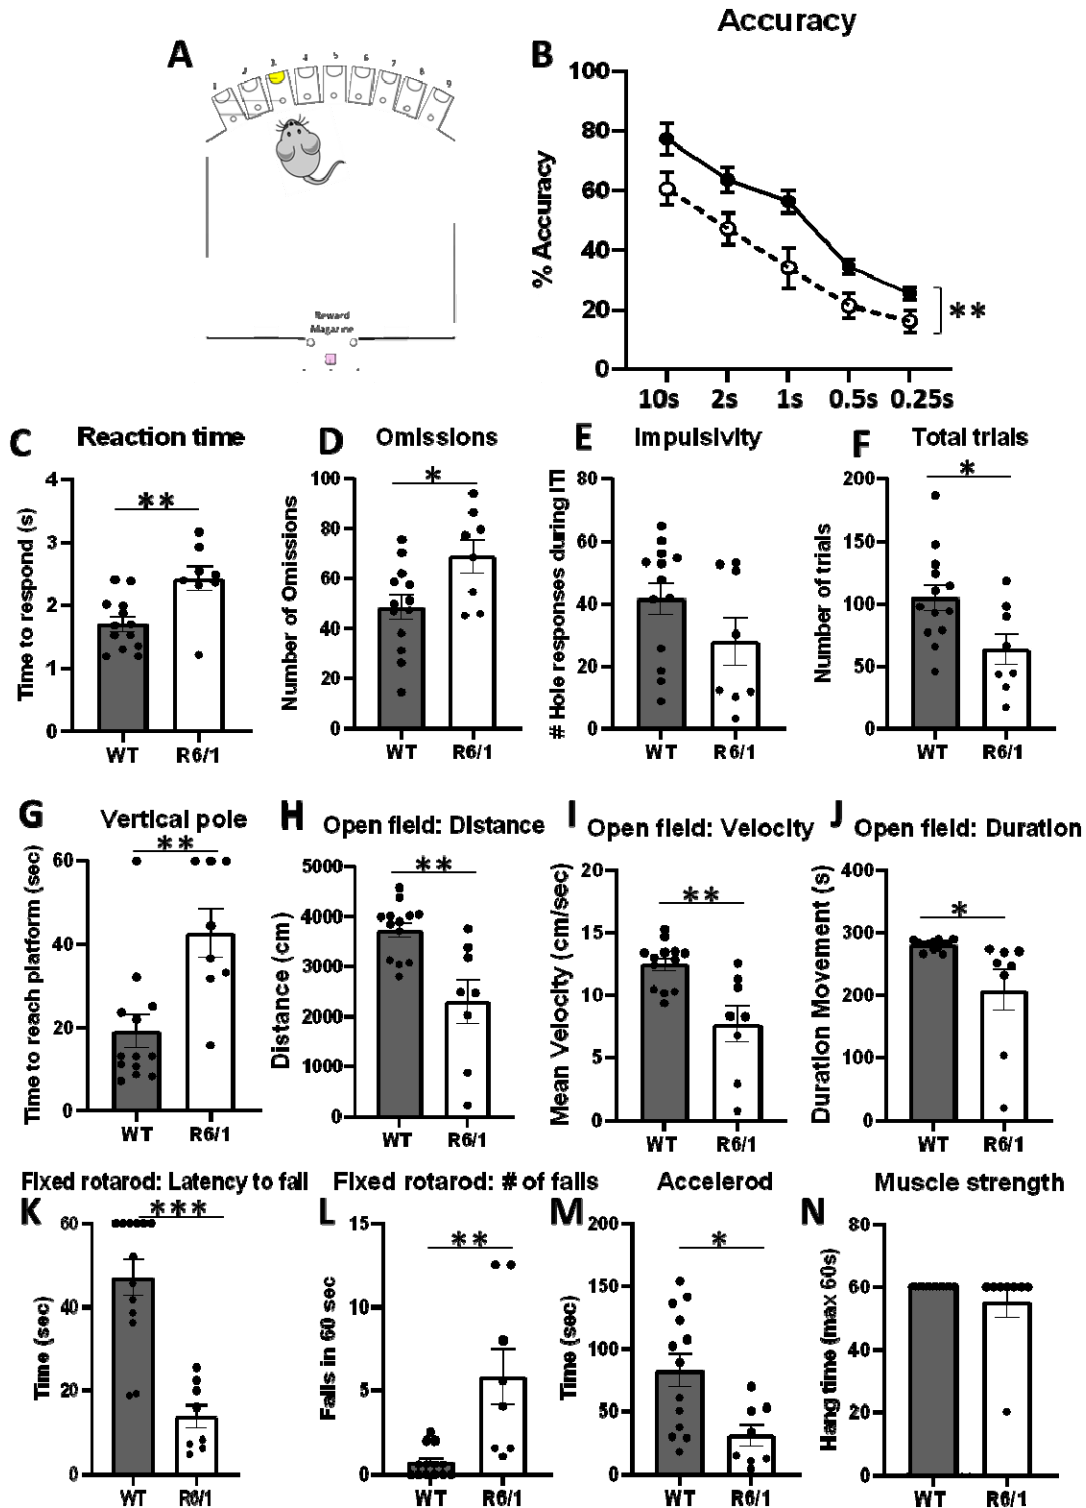 Accuracy
A
B
1 2 3 4 5 6 7 8 9
Reward
Magazine
% Accuracy
100
80
60
40
20
0
10s 2s 1s 0.5s 0.25s
**
C
Reaction time
Time to respond (s)
4
3
2
1
0
**
WT R6/1
D
Omissions
Number of Omissions
100
80
60
40
20
0
*
WT R6/1
E
Impulsivity
# Hole responses during ITI
80
60
40
20
0
WT R6/1
F
Total trials
Number of trials
200
150
100
50
0
*
WT R6/1
G
Vertical pole
Time to reach platform (sec)
60
40
20
0
**
WT R6/1
H
Open field: Distance
Distance (cm)
5000
4000
3000
2000
1000
0
**
WT R6/1
I
Open field: Velocity
Mean Velocity (cm/sec)
20
15
10
5
0
**
WT R6/1
J
Open field: Duration
Duration Movement (s)
400
300
200
100
0
*
WT R6/1
K
Fixed rotarod: Latency to fall
Time (sec)
60
40
20
0
***
WT R6/1
L
Fixed rotarod: # of falls
Falls in 60 sec
15
10
5
0
**
WT R6/1
M
Accelerod
Time (sec)
200
150
100
50
0
*
WT R6/1
N
Muscle strength
Hang time (max 60s)
80
60
40
20
0
WT R6/1